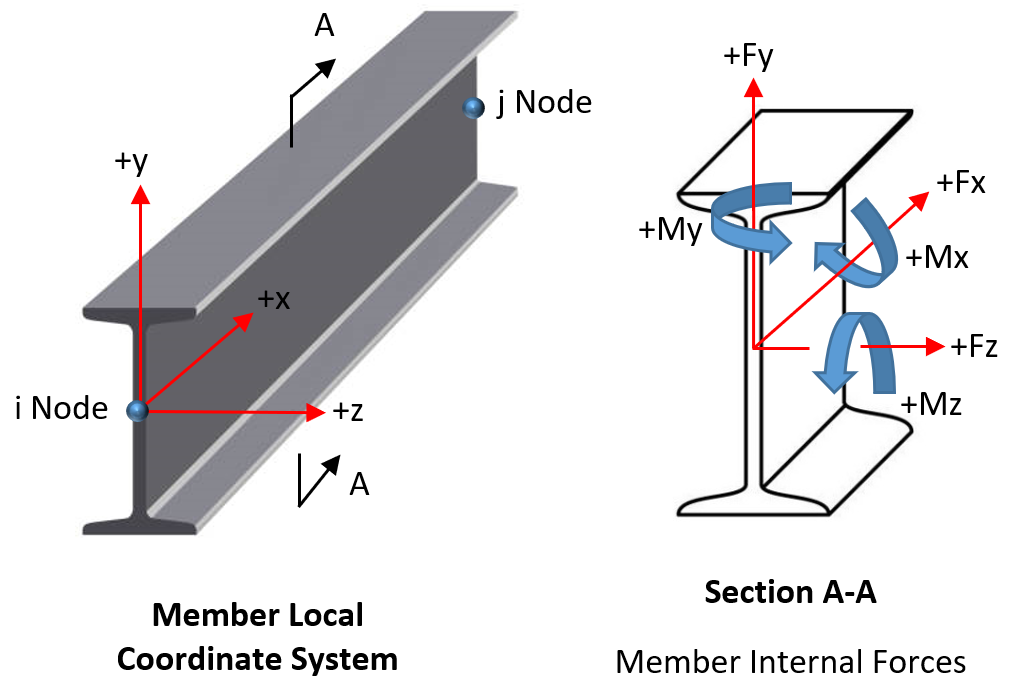 A
j Node
+y
+x
i Node
+z
A
Member Local
Coordinate System
+Fy
+Fx
+My
+Mx
+Fz
+Mz
Section A-A
Member Internal Forces